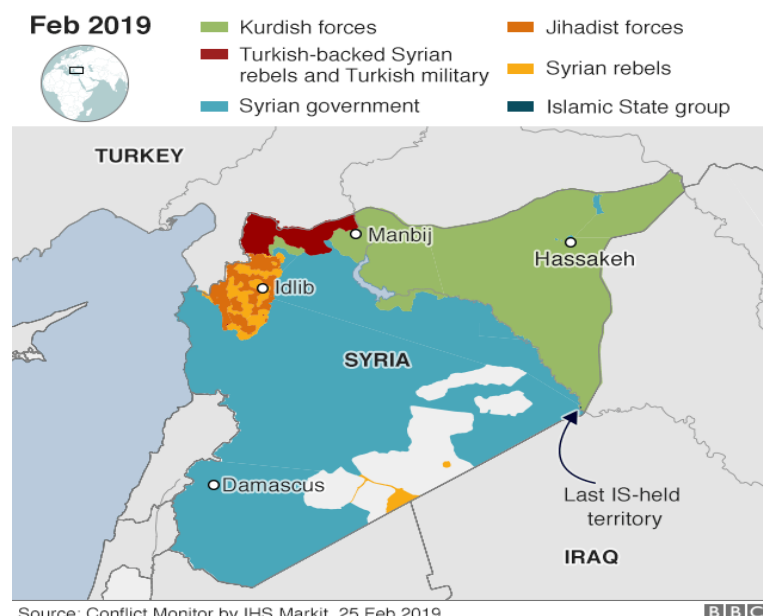 Feb 2019
Kurdish forces
Turkish-backed Syrian
rebels and Turkish military
Syrian government
Jihadist forces
Syrian rebels
Islamic State group
TURKEY
Manbij
Hassakeh
Idlib
SYRIA
Damascus
Last IS-held
territory
IRAQ
Source: Conflict Monitor by IHS Markit, 25 Feb 2019
BBC